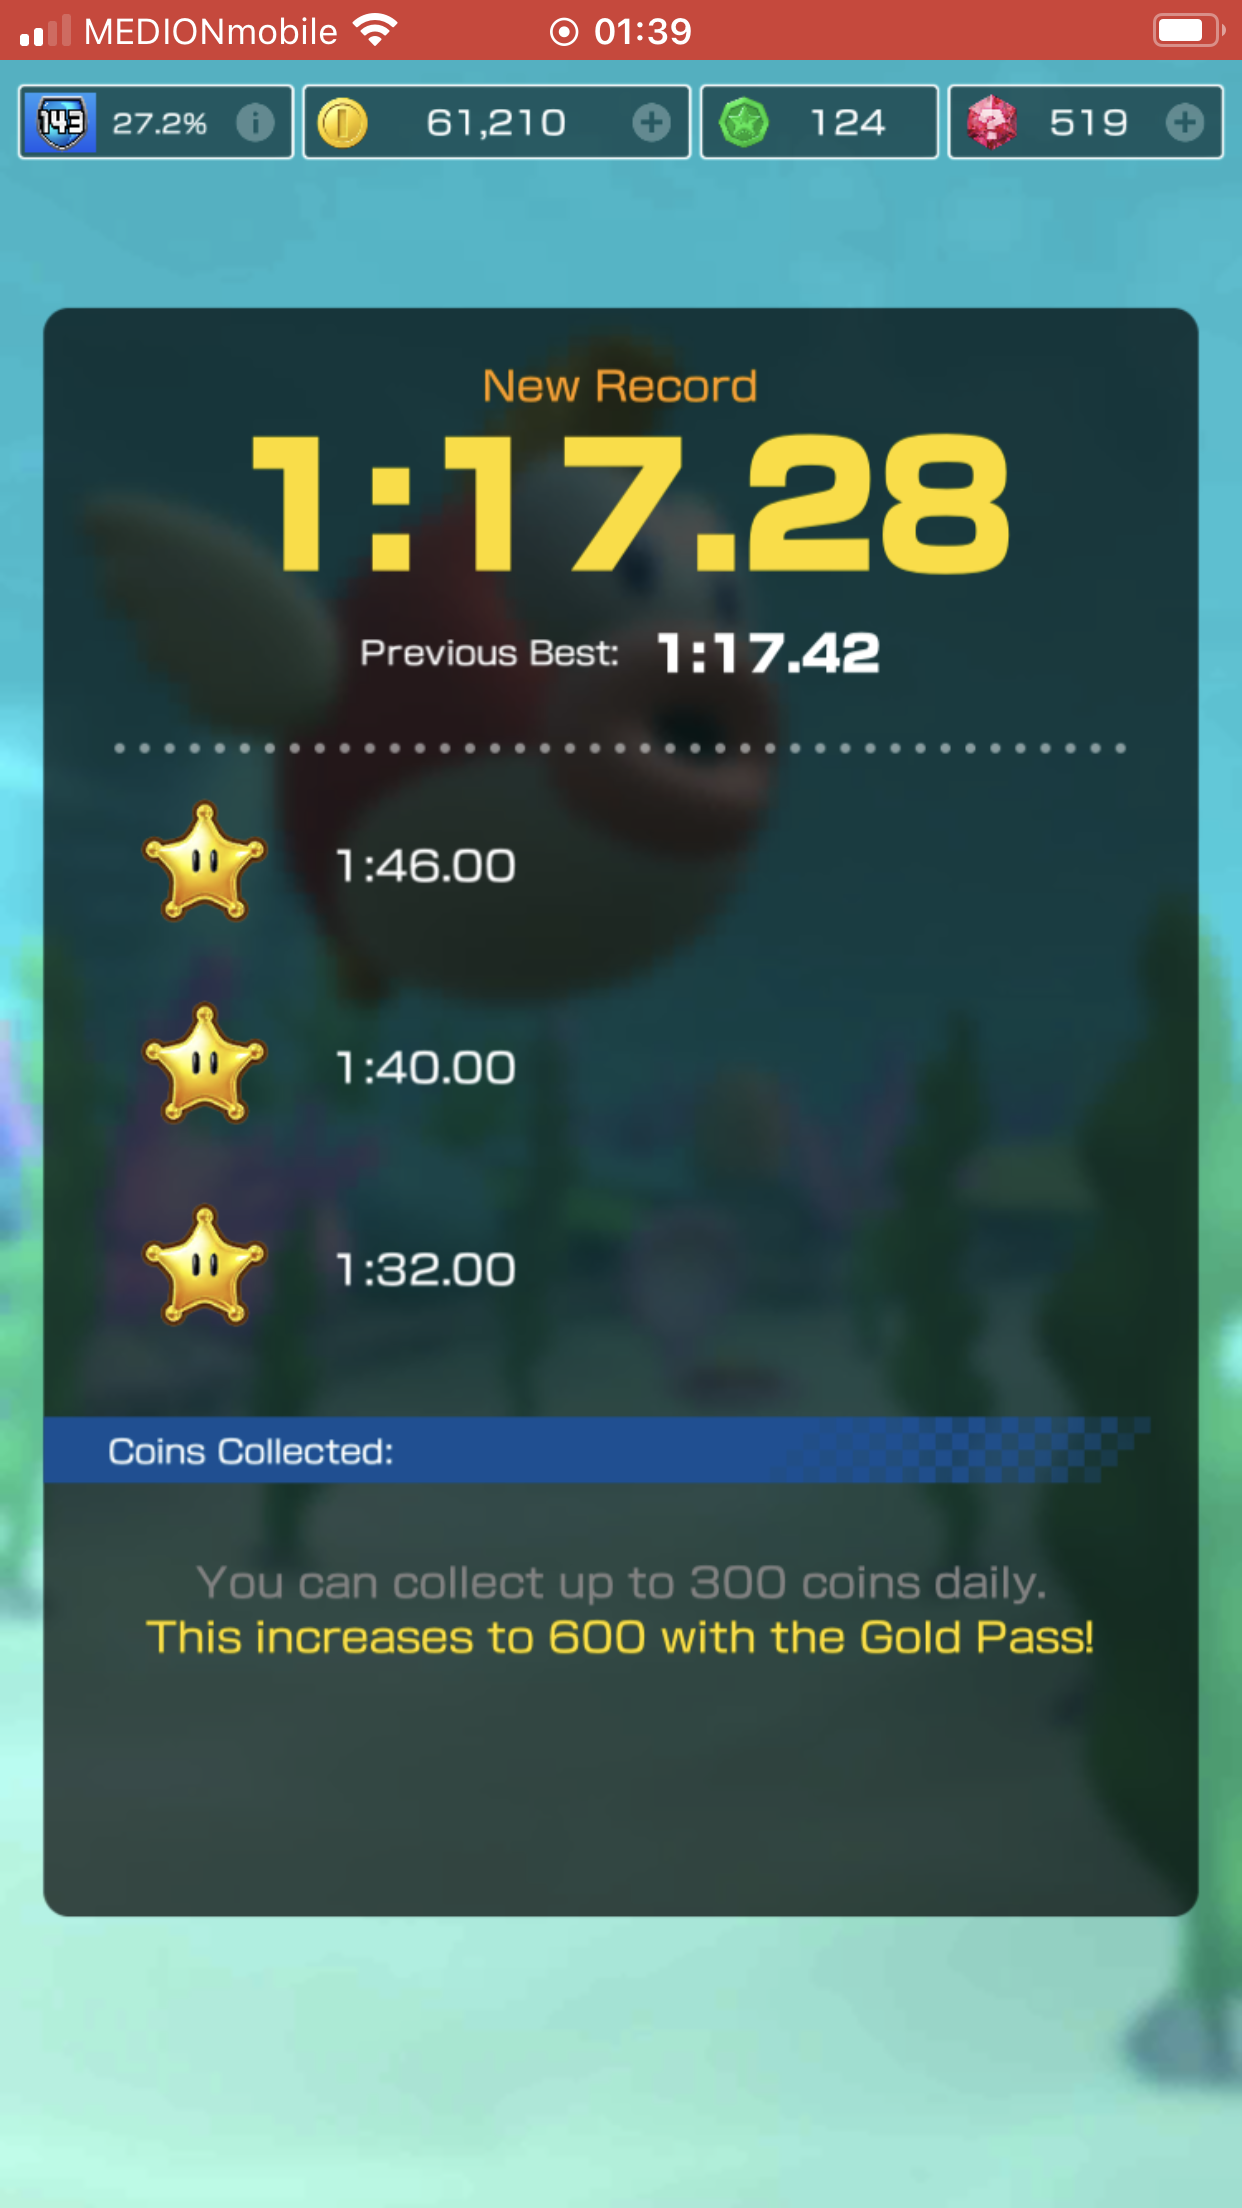 MEDIONmobile 01:39
143 27.2% i 61,210 + 124 ? 519 +
New Record
1:17.28
Previous Best: 1:17.42
1:46.00
1:40.00
1:32.00
Coins Collected:
You can collect up to 300 coins daily.
This increases to 600 with the Gold Pass!